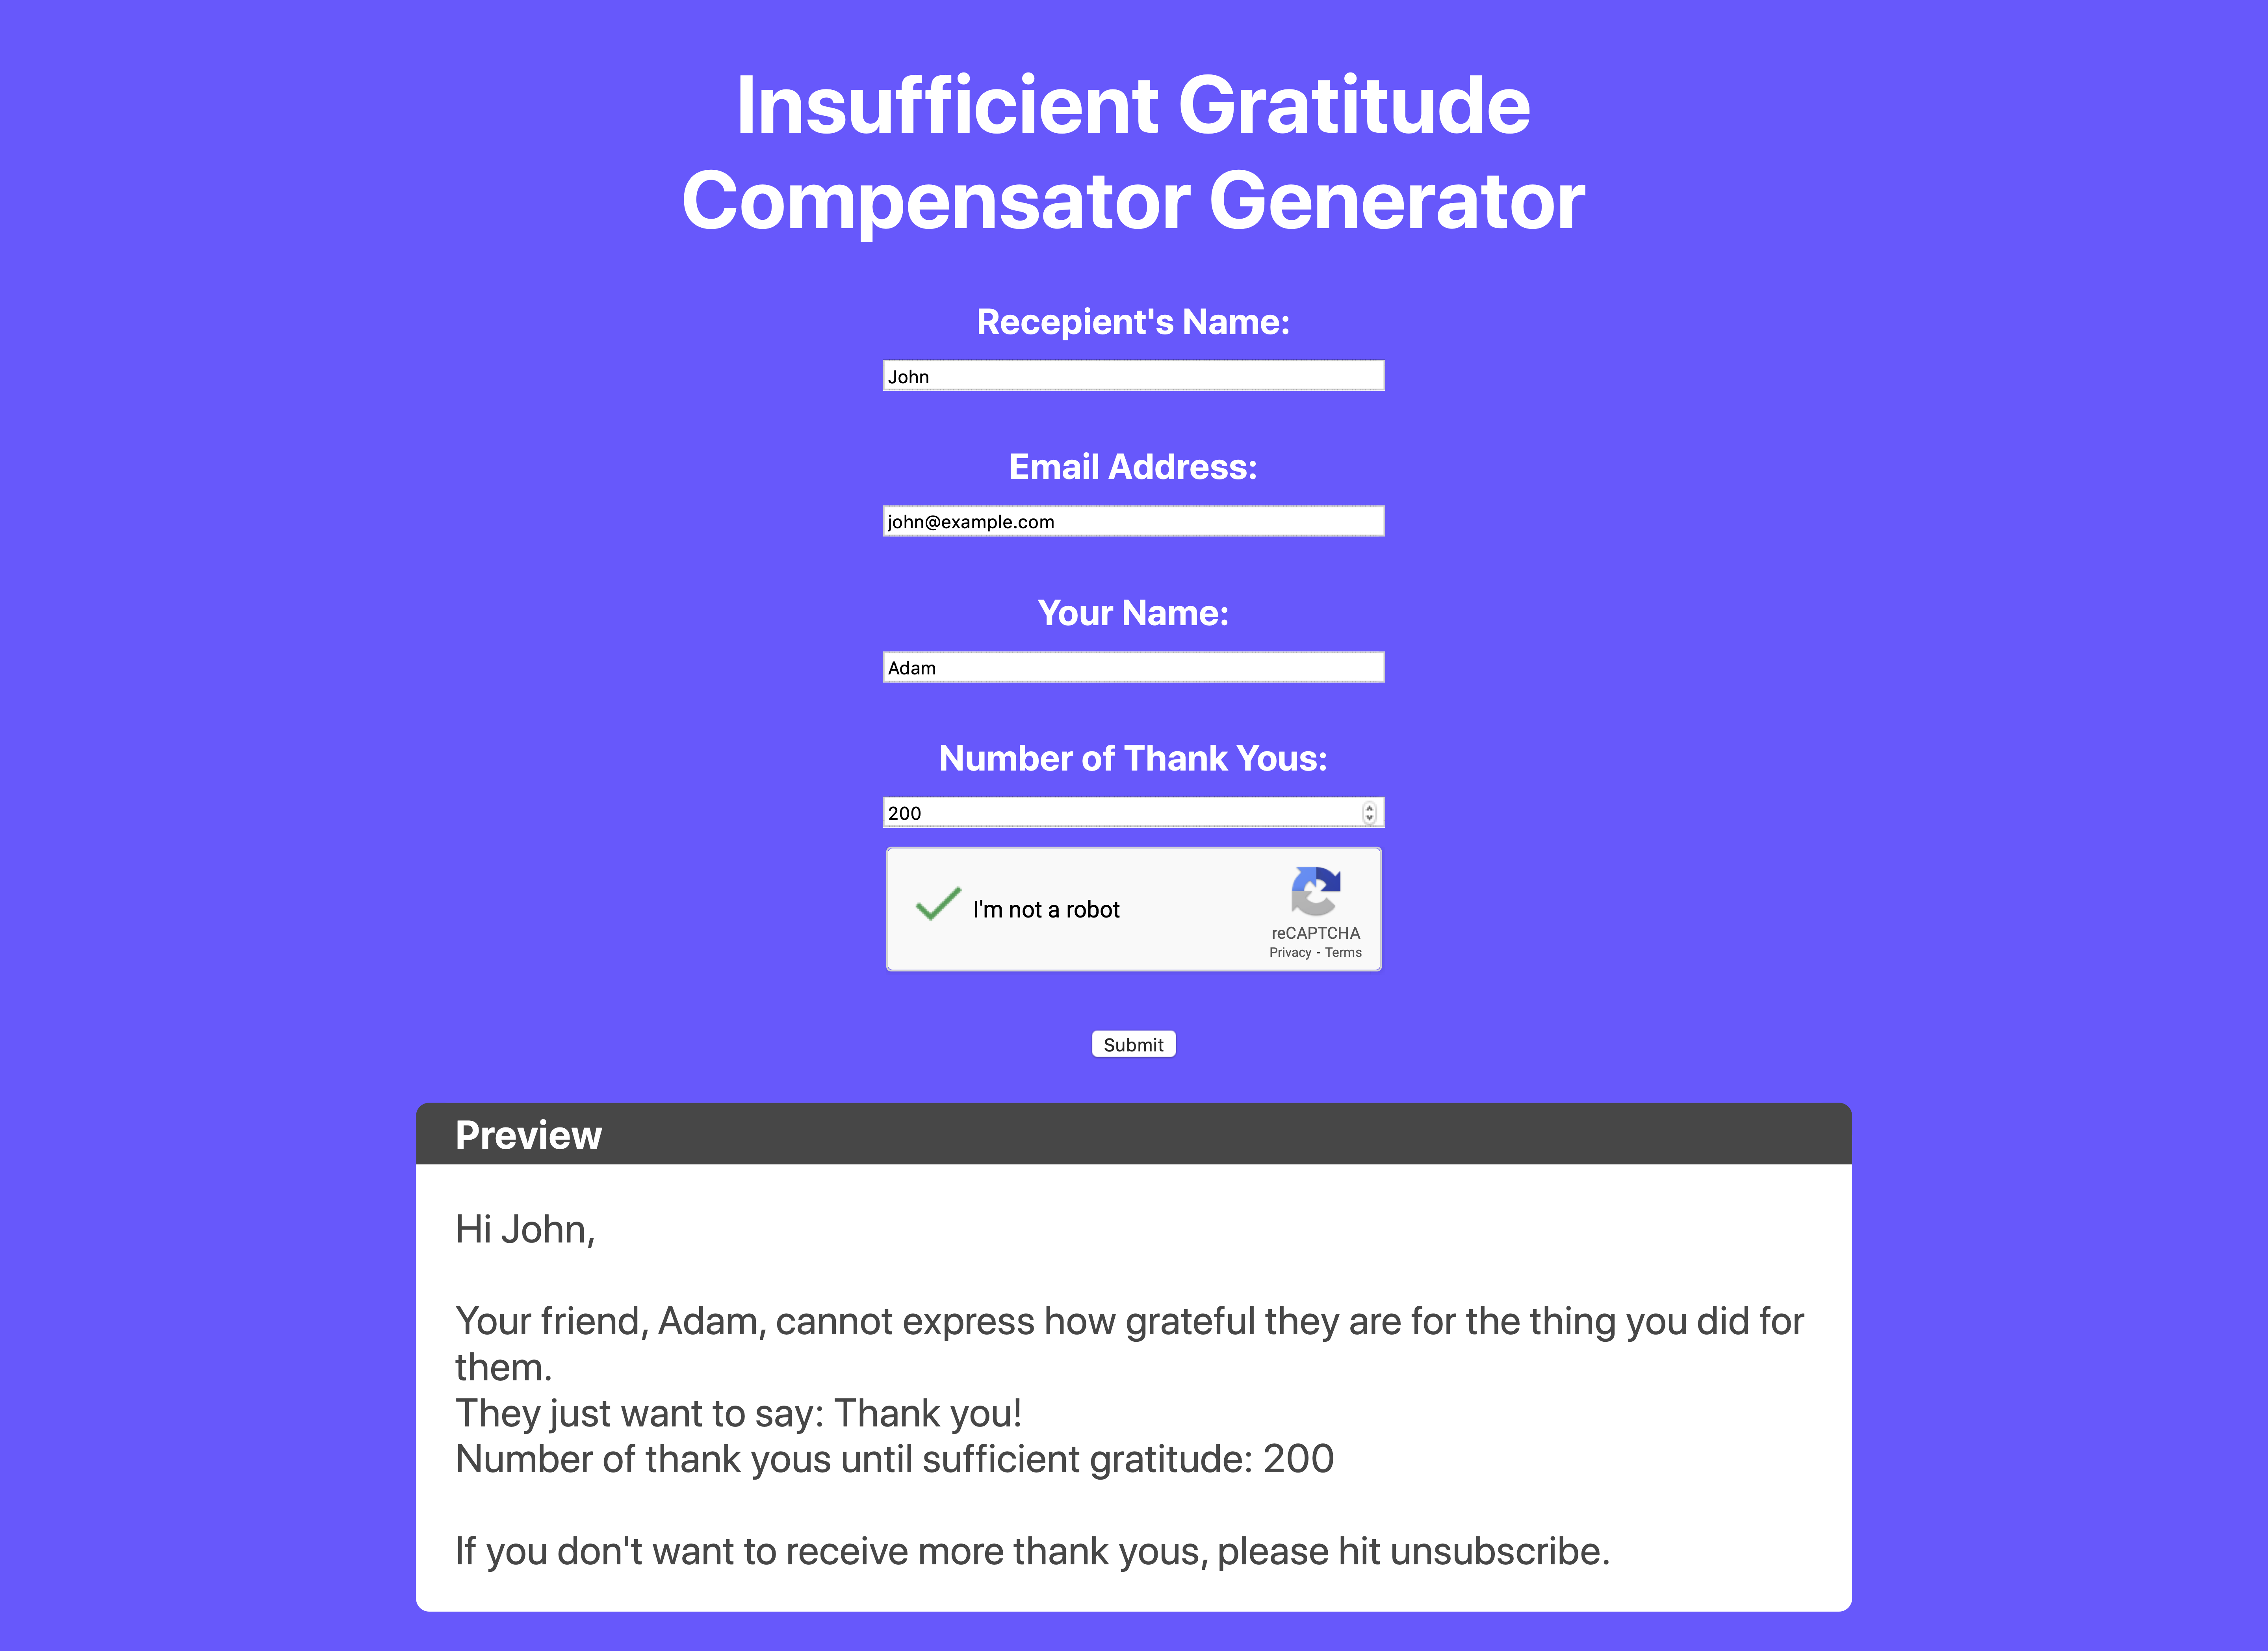 Insufficient Gratitude
Compensator Generator
Recepient's Name:
John
Email Address:
john@example.com
Your Name:
Adam
Number of Thank Yous:
200
I'm not a robot
reCAPTCHA
Privacy - Terms
Submit
Preview
Hi John,
Your friend, Adam, cannot express how grateful they are for the thing you did for
them.
They just want to say: Thank you!
Number of thank yous until sufficient gratitude: 200
If you don't want to receive more thank yous, please hit unsubscribe.